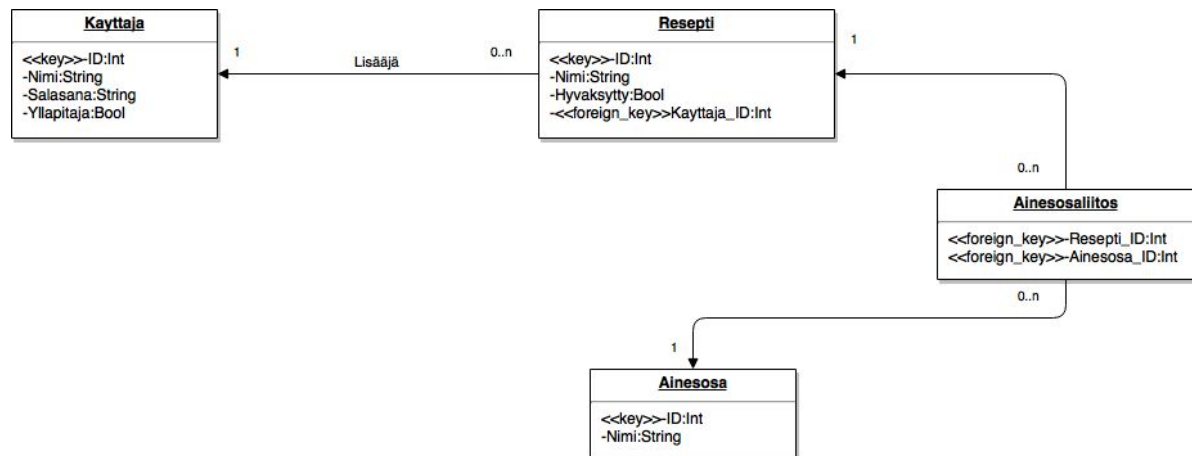 Kayttaja
<<key>>-ID:Int
-Nimi:String
-Salasana:String
-Yllapitaja:Bool
1
Lisääjä
0..n
Resepti
<<key>>-ID:Int
-Nimi:String
-Hyvaksytty:Bool
-<<foreign_key>>Kayttaja_ID:Int
1
0..n
Ainesosaliitos
<<foreign_key>>-Resepti_ID:Int
<<foreign_key>>-Ainesosa_ID:Int
0..n
1
Ainesosa
<<key>>-ID:Int
-Nimi:String